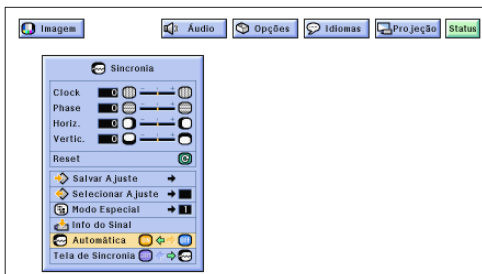 Imagem Áudio Opções Idiomas Projeção Status
Sincronia
Clock 0
Phase 0
Horiz. 0
Vertic. 0
Reset
Salvar Ajuste
Selecionar Ajuste
Modo Especial 1
Info do Sinal
Automática
Tela de Sincronia